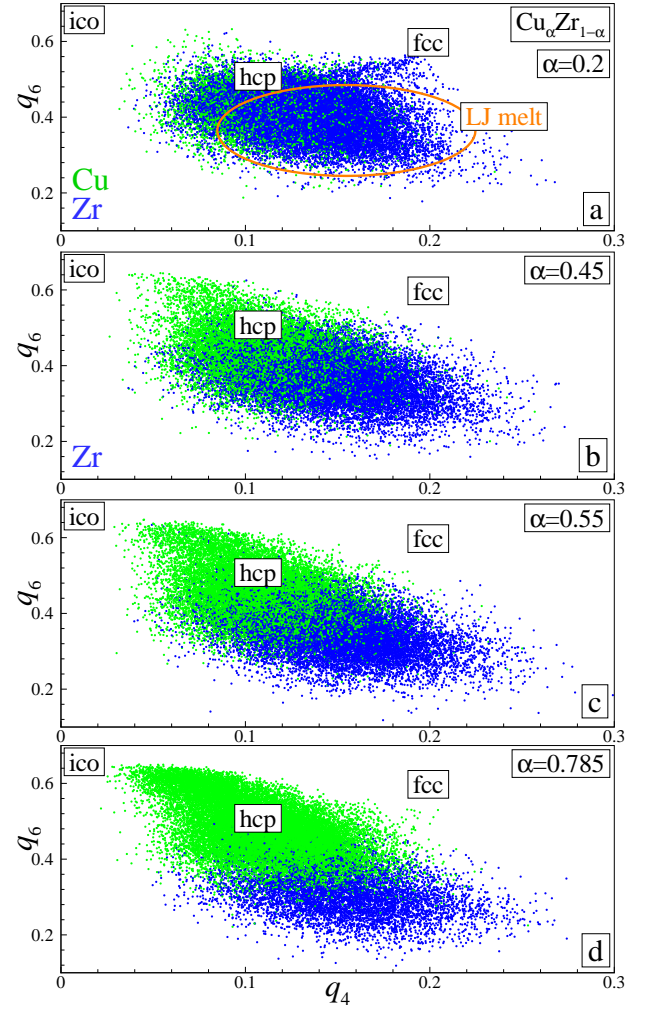 ico
fcc
Cu_αZr_{1−α}
α=0.2
hcp
LJ melt
Cu
Zr
a
q_6
0.6
0.4
0.2
0
0.1
0.2
0.3
ico
fcc
α=0.45
hcp
Zr
b
q_6
0.6
0.4
0.2
0
0.1
0.2
0.3
ico
fcc
α=0.55
hcp
c
q_6
0.6
0.4
0.2
0
0.1
0.2
0.3
ico
fcc
α=0.785
hcp
d
q_6
0.6
0.4
0.2
0
0.1
0.2
0.3
q_4